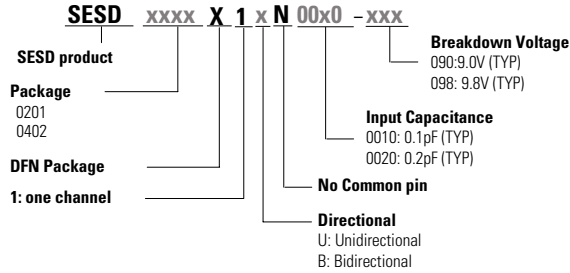 SESD xxxx X 1 x N 00x0 - xxx
SESD product
Package
0201
0402
DFN Package
1: one channel
Breakdown Voltage
090:9.0V (TYP)
098: 9.8V (TYP)
Input Capacitance
0010: 0.1pF (TYP)
0020: 0.2pF (TYP)
No Common pin
Directional
U: Unidirectional
B: Bidirectional